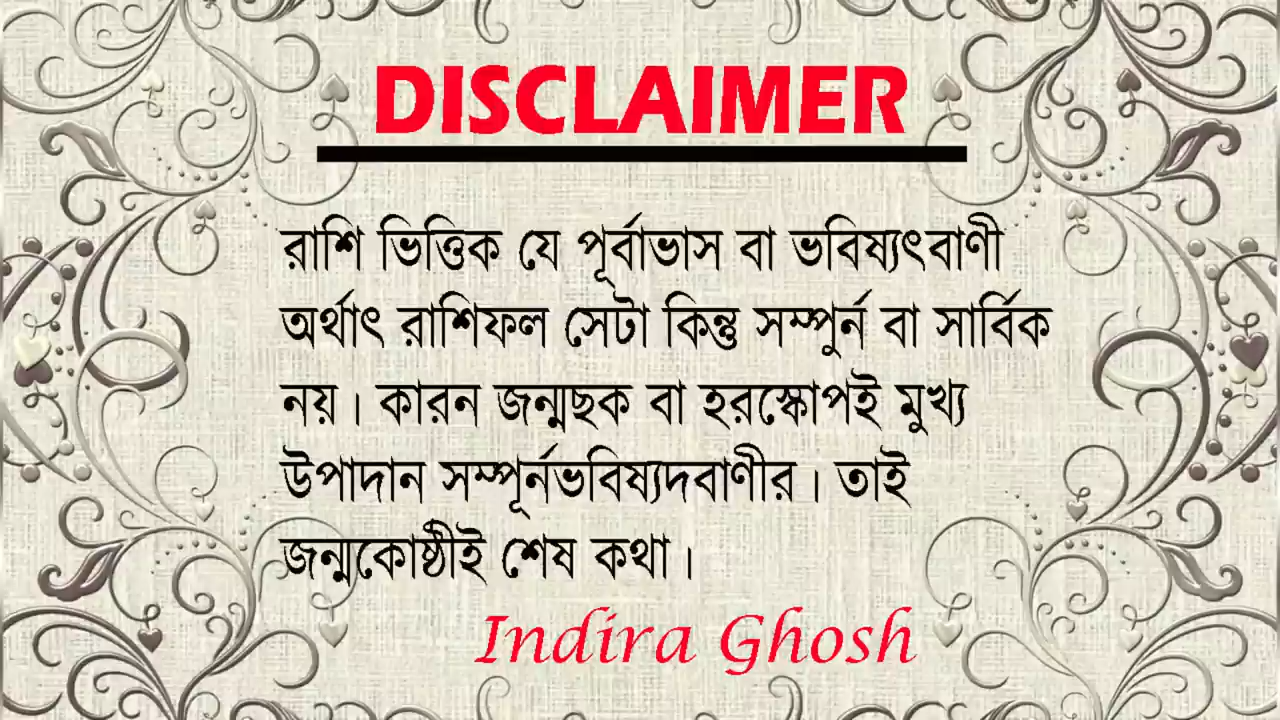 DISCLAIMER
রাশি ভিত্তিক যে পূর্বাভাস বা ভবিষ্যৎবাণী
অর্থাৎ রাশিফল সেটা কিন্তু সম্পুর্ন বা সার্বিক
নয়। কারন জন্মছক বা হরস্কোপই মুখ্য
উপাদান সম্পূর্নভবিষ্যদবাণীর। তাই
জন্মকোষ্ঠীই শেষ কথা।
Indira Ghosh